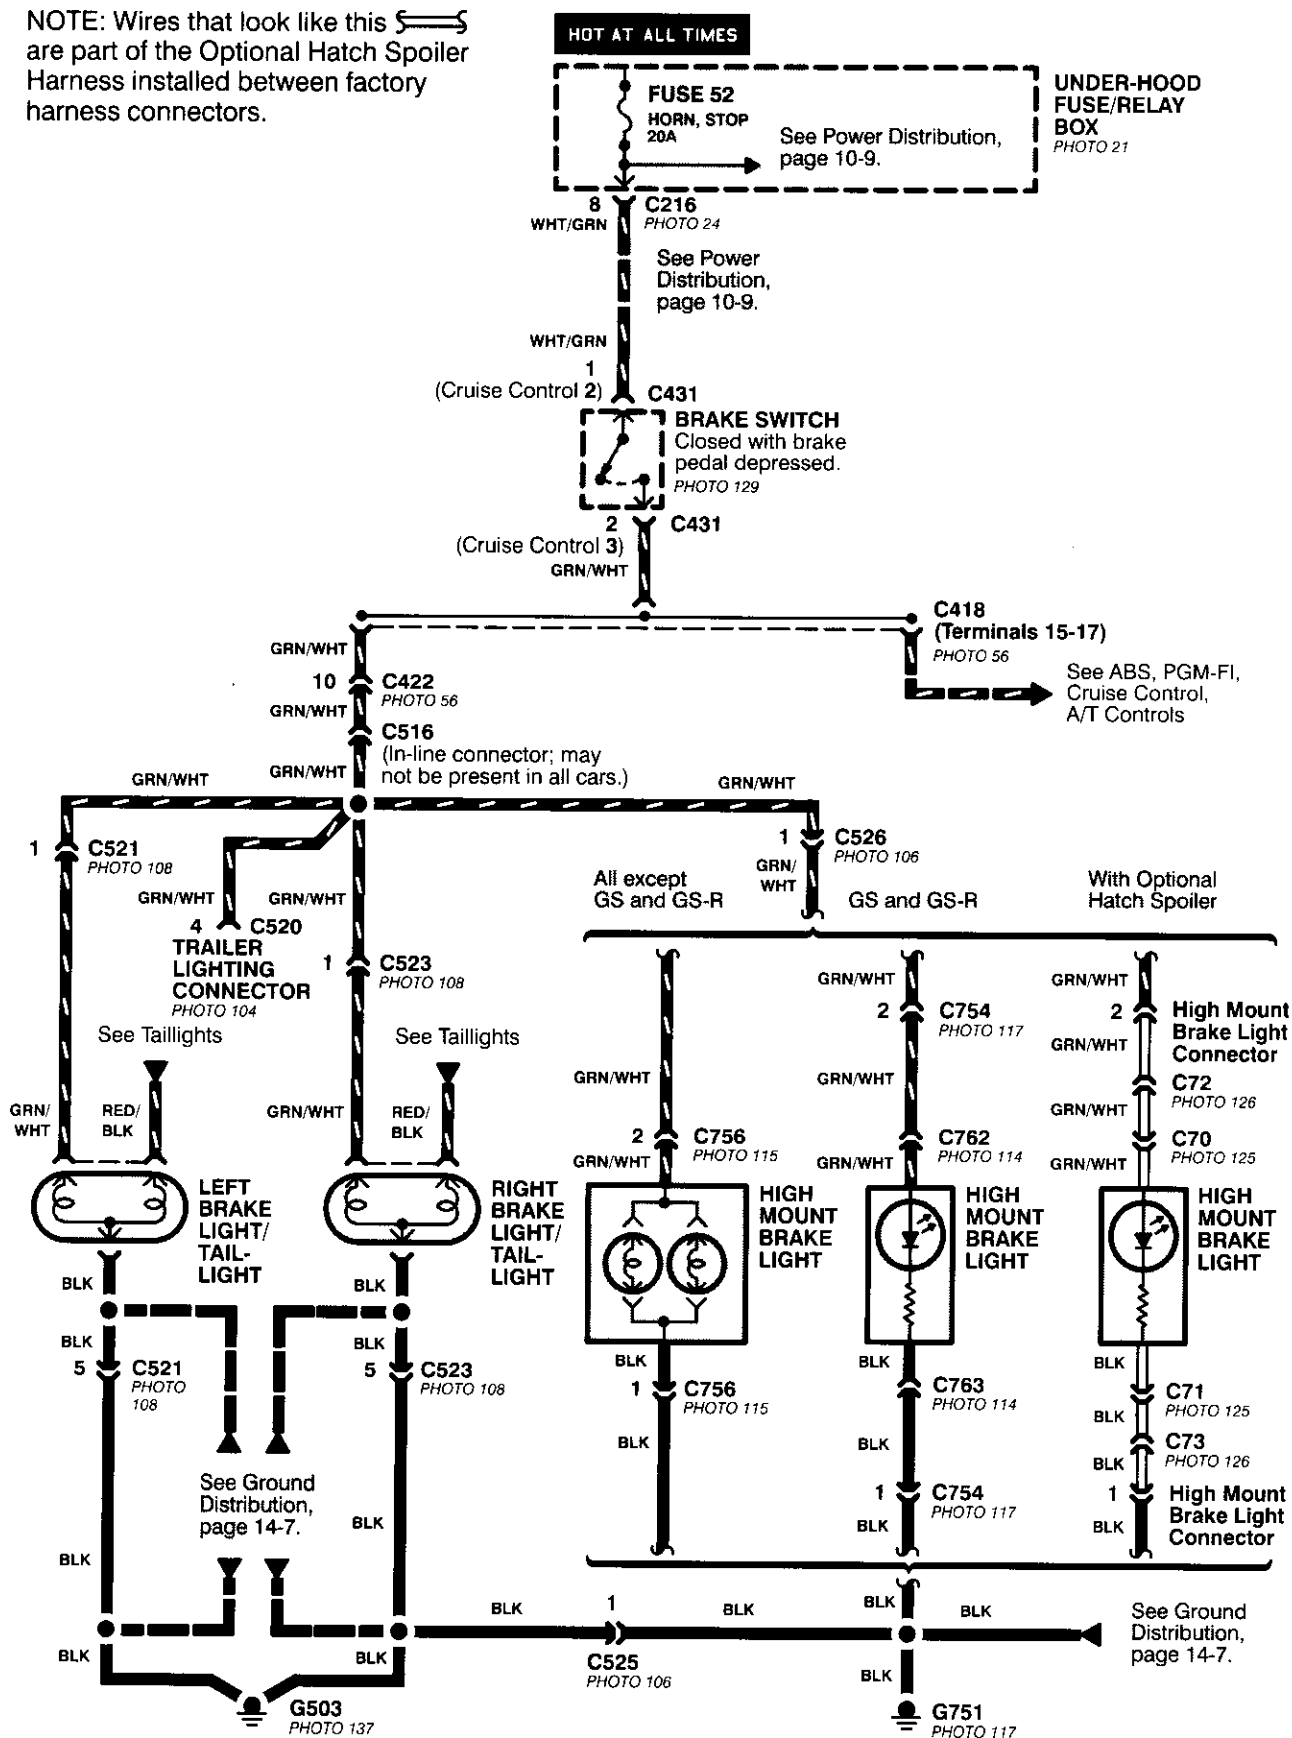 NOTE: Wires that look like this
are part of the Optional Hatch Spoiler
Harness installed between factory
harness connectors.
HOT AT ALL TIMES
FUSE 52
HORN, STOP
20A
See Power Distribution,
page 10-9.
UNDER-HOOD
FUSE/RELAY
BOX
PHOTO 21
8
C216
WHT/GRN
PHOTO 24
See Power
Distribution,
page 10-9.
WHT/GRN
1
(Cruise Control 2)
C431
BRAKE SWITCH
Closed with brake
pedal depressed.
PHOTO 129
2
C431
(Cruise Control 3)
GRN/WHT
C418
(Terminals 15-17)
PHOTO 56
See ABS, PGM-FI,
Cruise Control,
A/T Controls
GRN/WHT
10
C422
PHOTO 56
GRN/WHT
C516
(In-line connector; may
not be present in all cars.)
GRN/WHT
GRN/WHT
GRN/WHT
1
C521
PHOTO 108
1
C526
PHOTO 106
GRN/
WHT
GRN/WHT
GRN/WHT
4
C520
TRAILER
LIGHTING
CONNECTOR
PHOTO 104
1
C523
PHOTO 108
All except
GS and GS-R
GS and GS-R
With Optional
Hatch Spoiler
See Taillights
See Taillights
GRN/WHT
GRN/WHT
2
C754
PHOTO 117
2
High Mount
Brake Light
Connector
GRN/WHT
GRN/WHT
GRN/WHT
C72
PHOTO 126
GRN/
WHT
RED/
BLK
GRN/WHT
RED/
BLK
GRN/WHT
2
C756
PHOTO 115
C762
PHOTO 114
C70
PHOTO 125
GRN/WHT
GRN/WHT
GRN/WHT
LEFT
BRAKE
LIGHT/
TAIL-
LIGHT
RIGHT
BRAKE
LIGHT/
TAIL-
LIGHT
HIGH
MOUNT
BRAKE
LIGHT
HIGH
MOUNT
BRAKE
LIGHT
HIGH
MOUNT
BRAKE
LIGHT
BLK
BLK
BLK
BLK
5
C521
PHOTO
108
5
C523
PHOTO 108
BLK
BLK
BLK
1
C756
PHOTO 115
C763
PHOTO 114
C71
PHOTO 125
BLK
BLK
BLK
C73
PHOTO 126
BLK
See Ground
Distribution,
page 14-7.
1
C754
PHOTO 117
1
High Mount
Brake Light
Connector
BLK
BLK
BLK
BLK
BLK
1
BLK
BLK
BLK
See Ground
Distribution,
page 14-7.
BLK
BLK
C525
PHOTO 106
BLK
G503
PHOTO 137
G751
PHOTO 117